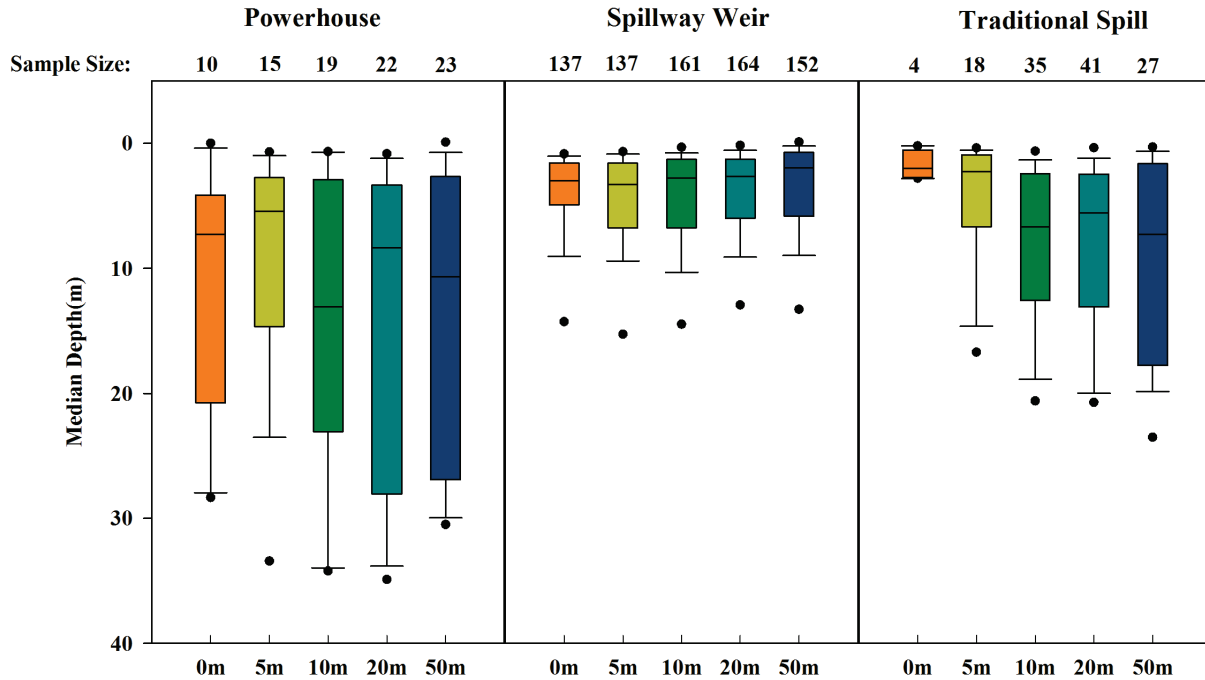 Powerhouse Spillway Weir Traditional Spill
Sample Size: 10 15 19 22 23 137 137 161 164 152 4 18 35 41 27
0
10
20
30
40
Median Depth(m)
0m 5m 10m 20m 50m 0m 5m 10m 20m 50m 0m 5m 10m 20m 50m